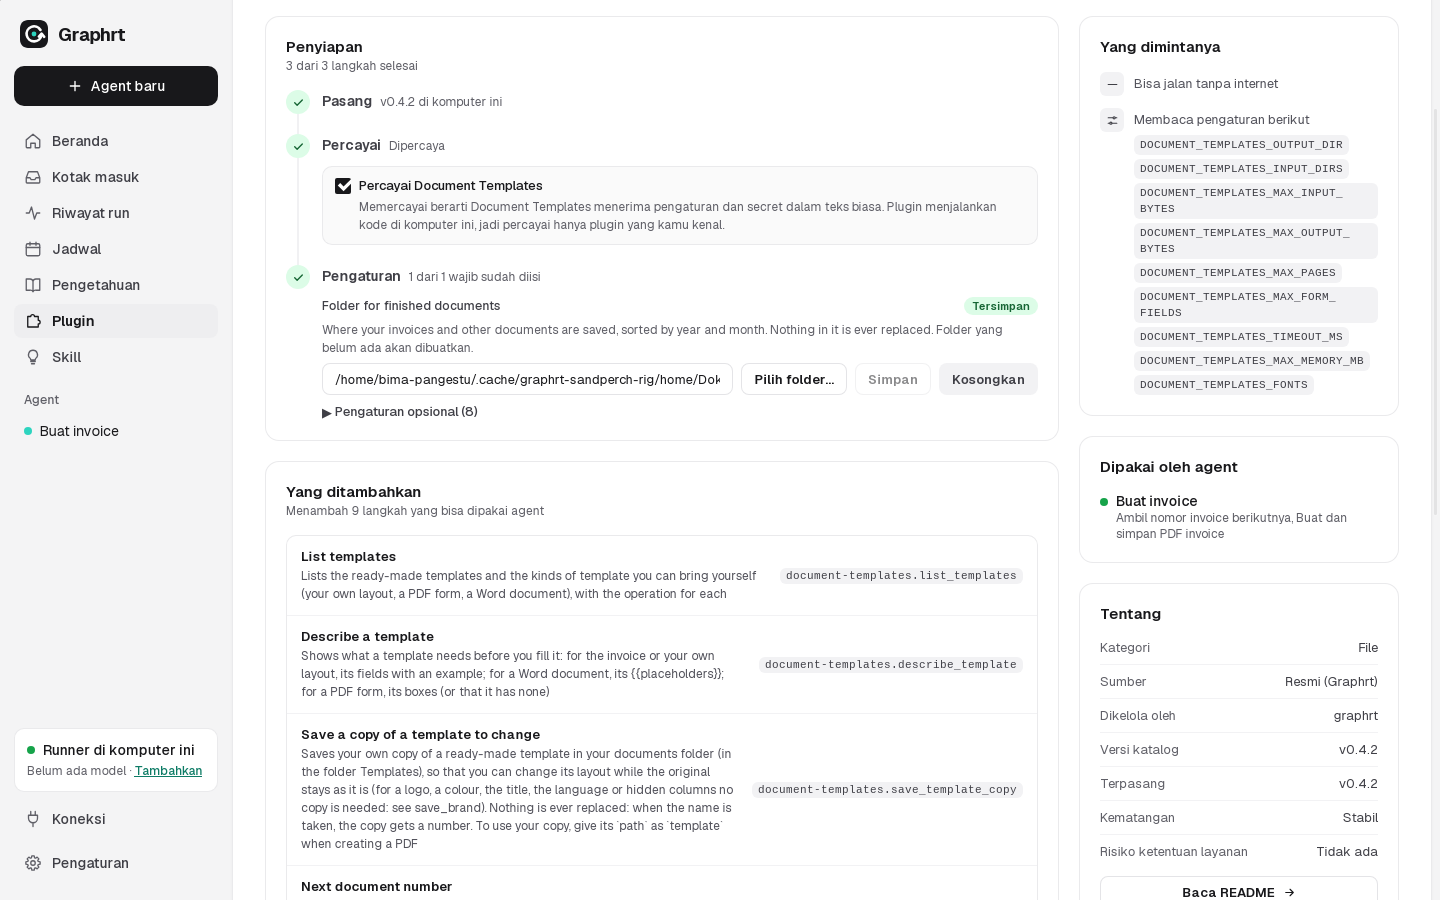 Graphrt
Agent baru
Beranda
Kotak masuk
Riwayat run
Jadwal
Pengetahuan
Plugin
Skill
Agent
Buat invoice
Runner di komputer ini
Belum ada model · Tambahkan
Koneksi
Pengaturan
Penyiapan
3 dari 3 langkah selesai
Pasang v0.4.2 di komputer ini
Percayai Dipercaya
Percayai Document Templates
Memercayai berarti Document Templates menerima pengaturan dan secret dalam teks biasa. Plugin menjalankan
kode di komputer ini, jadi percayai hanya plugin yang kamu kenal.
Pengaturan 1 dari 1 wajib sudah diisi
Folder for finished documents Tersimpan
Where your invoices and other documents are saved, sorted by year and month. Nothing in it is ever replaced. Folder yang
belum ada akan dibuatkan.
/home/bima-pangestu/.cache/graphrt-sandperch-rig/home/Dok Pilih folder... Simpan Kosongkan
▶ Pengaturan opsional (8)
Yang ditambahkan
Menambah 9 langkah yang bisa dipakai agent
List templates
Lists the ready-made templates and the kinds of template you can bring yourself
(your own layout, a PDF form, a Word document), with the operation for each
document-templates.list_templates
Describe a template
Shows what a template needs before you fill it: for the invoice or your own
layout, its fields with an example; for a Word document, its {{placeholders}};
for a PDF form, its boxes (or that it has none)
document-templates.describe_template
Save a copy of a template to change
Saves your own copy of a ready-made template in your documents folder (in
the folder Templates), so that you can change its layout while the original
stays as it is (for a logo, a colour, the title, the language or hidden columns no
copy is needed: see save_brand). Nothing is ever replaced: when the name is
taken, the copy gets a number. To use your copy, give its `path` as `template`
when creating a PDF
document-templates.save_template_copy
Next document number
Yang dimintanya
Bisa jalan tanpa internet
Membaca pengaturan berikut
DOCUMENT_TEMPLATES_OUTPUT_DIR
DOCUMENT_TEMPLATES_INPUT_DIRS
DOCUMENT_TEMPLATES_MAX_INPUT_
BYTES
DOCUMENT_TEMPLATES_MAX_OUTPUT_
BYTES
DOCUMENT_TEMPLATES_MAX_PAGES
DOCUMENT_TEMPLATES_MAX_FORM_
FIELDS
DOCUMENT_TEMPLATES_TIMEOUT_MS
DOCUMENT_TEMPLATES_MAX_MEMORY_MB
DOCUMENT_TEMPLATES_FONTS
Dipakai oleh agent
Buat invoice
Ambil nomor invoice berikutnya, Buat dan
simpan PDF invoice
Tentang
Kategori File
Sumber Resmi (Graphrt)
Dikelola oleh graphrt
Versi katalog v0.4.2
Terpasang v0.4.2
Kematangan Stabil
Risiko ketentuan layanan Tidak ada
Baca README →